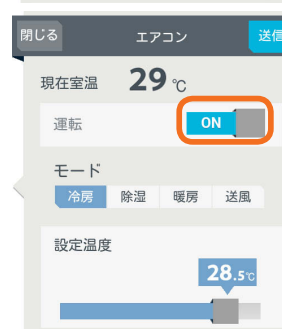 閉じる エアコン 送信
現在室温 29℃
運転 ON
モード
冷房 除湿 暖房 送風
設定温度
28.5℃